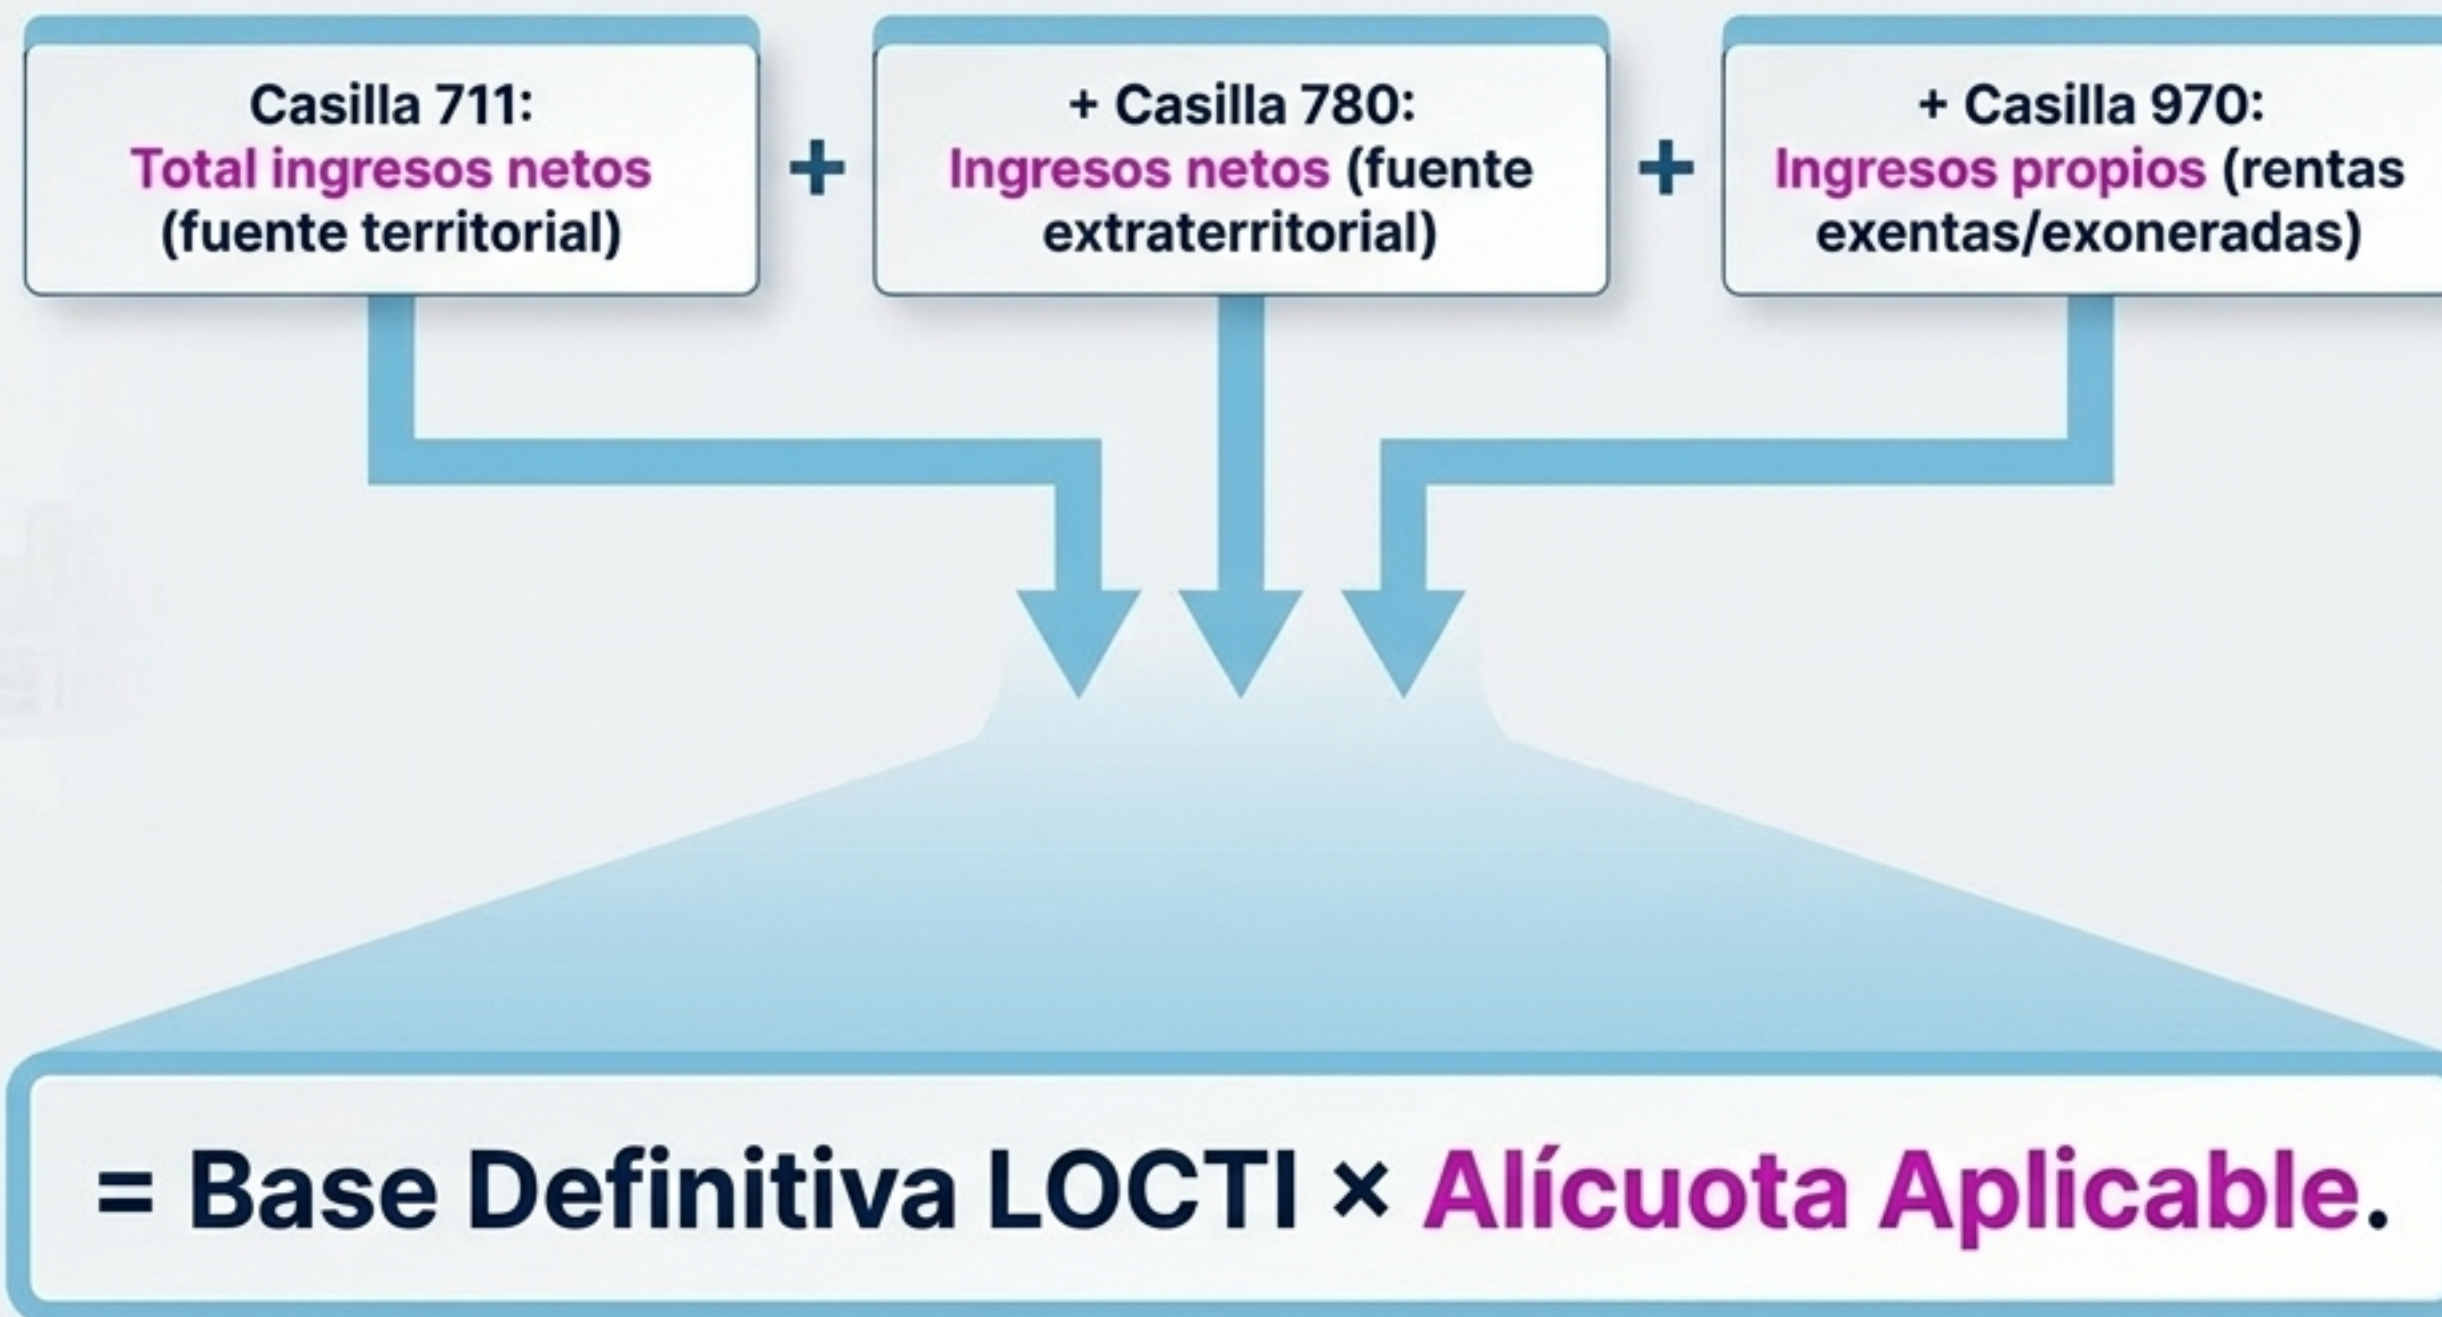 Casilla 711:
Total ingresos netos
(fuente territorial)
+
+ Casilla 780:
Ingresos netos (fuente
extraterritorial)
+
+ Casilla 970:
Ingresos propios (rentas
exentas/exoneradas)
= Base Definitiva LOCTI × Alícuota Aplicable.